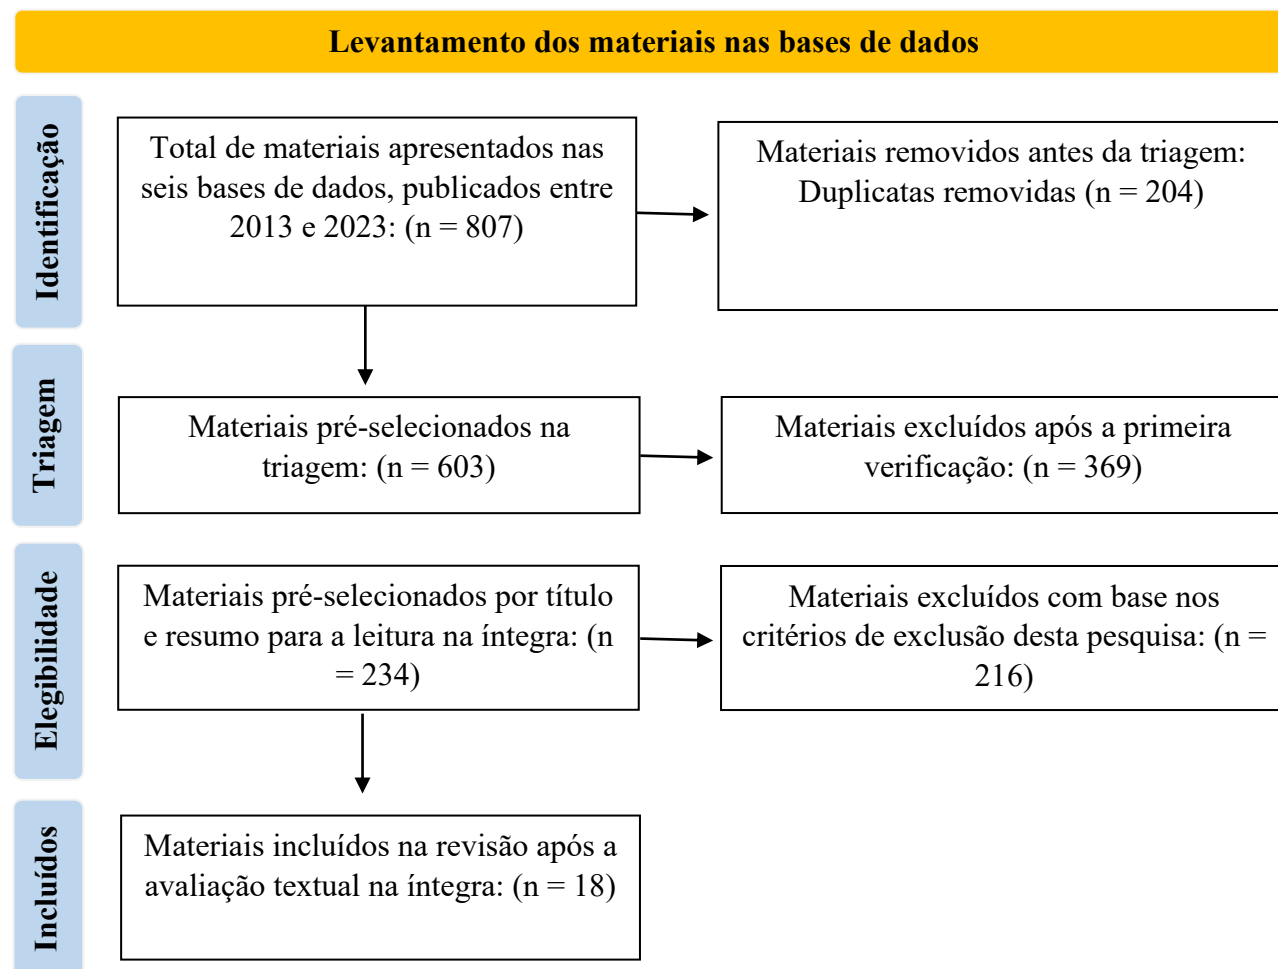 Levantamento dos materiais nas bases de dados
Identificação
Total de materiais apresentados nas
seis bases de dados, publicados entre
2013 e 2023: (n = 807)
Materiais removidos antes da triagem:
Duplicatas removidas (n = 204)
Triagem
Materiais pré-selecionados na
triagem: (n = 603)
Materiais excluídos após a primeira
verificação: (n = 369)
Elegibilidade
Materiais pré-selecionados por título
e resumo para a leitura na íntegra: (n
= 234)
Materiais excluídos com base nos
critérios de exclusão desta pesquisa: (n =
216)
Incluídos
Materiais incluídos na revisão após a
avaliação textual na íntegra: (n = 18)